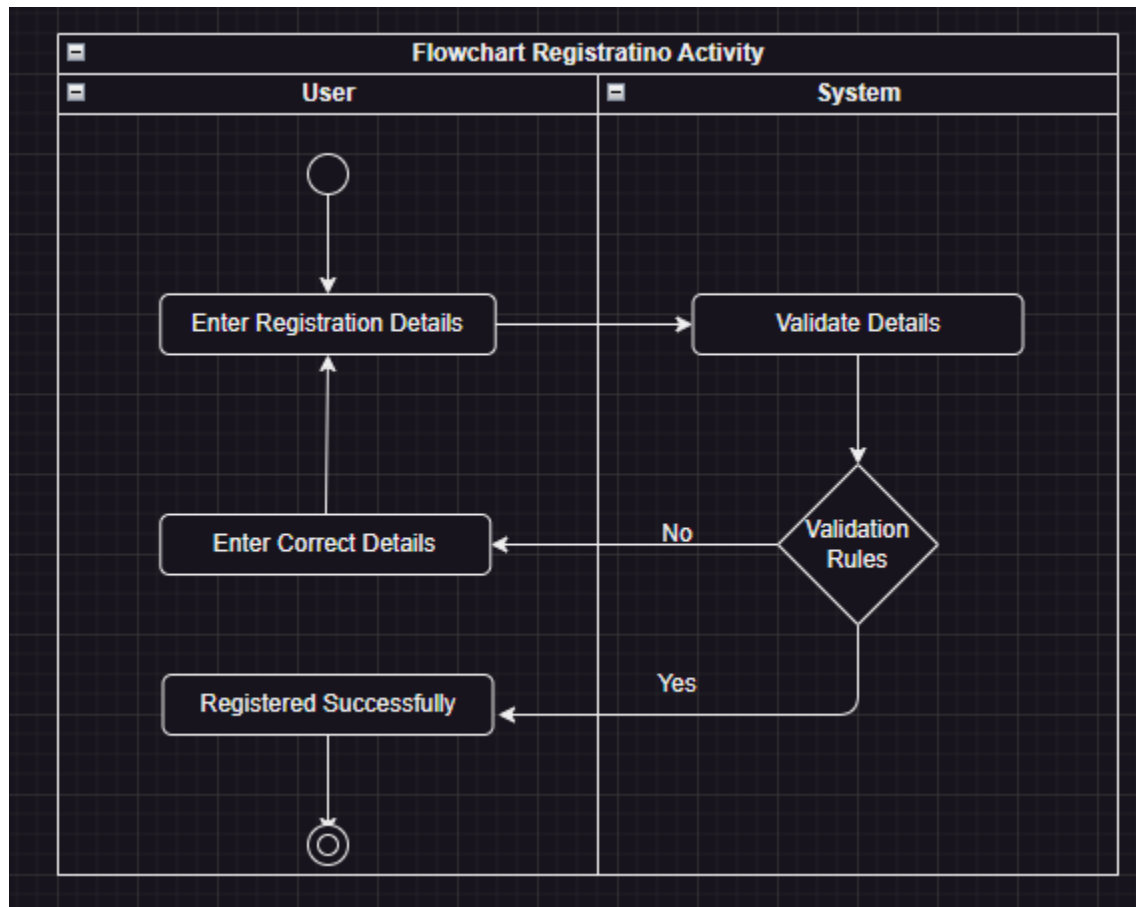 Flowchart Registratino Activity
User
System
Enter Registration Details
Validate Details
Enter Correct Details
No
Validation
Rules
Registered Successfully
Yes